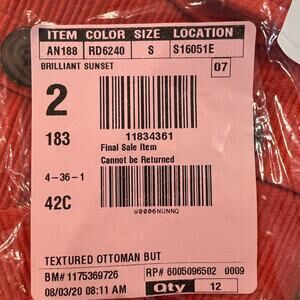 ITEM COLOR SIZE LOCATION
AN188 RD6240 S S16051E
BRILLIANT SUNSET 07
2
183
11834361
Final Sale Item
Cannot be Returned
4-36-1
42C
W0006NUNNQ
TEXTURED OTTOMAN BUT
BM# 1175369726 RP# 6005096502 0009
08/03/20 08:11 AM Qty 12